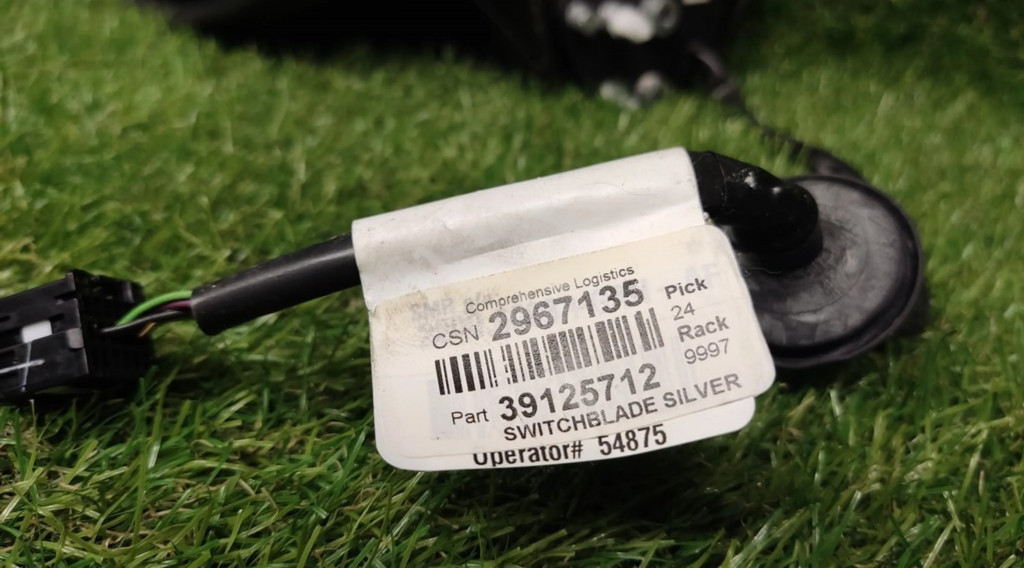 Comprehensive Logistics
CSN 2967135
Pick
24
Rack
9997
Part 39125712
SWITCHBLADE SILVER
Operator# 54875